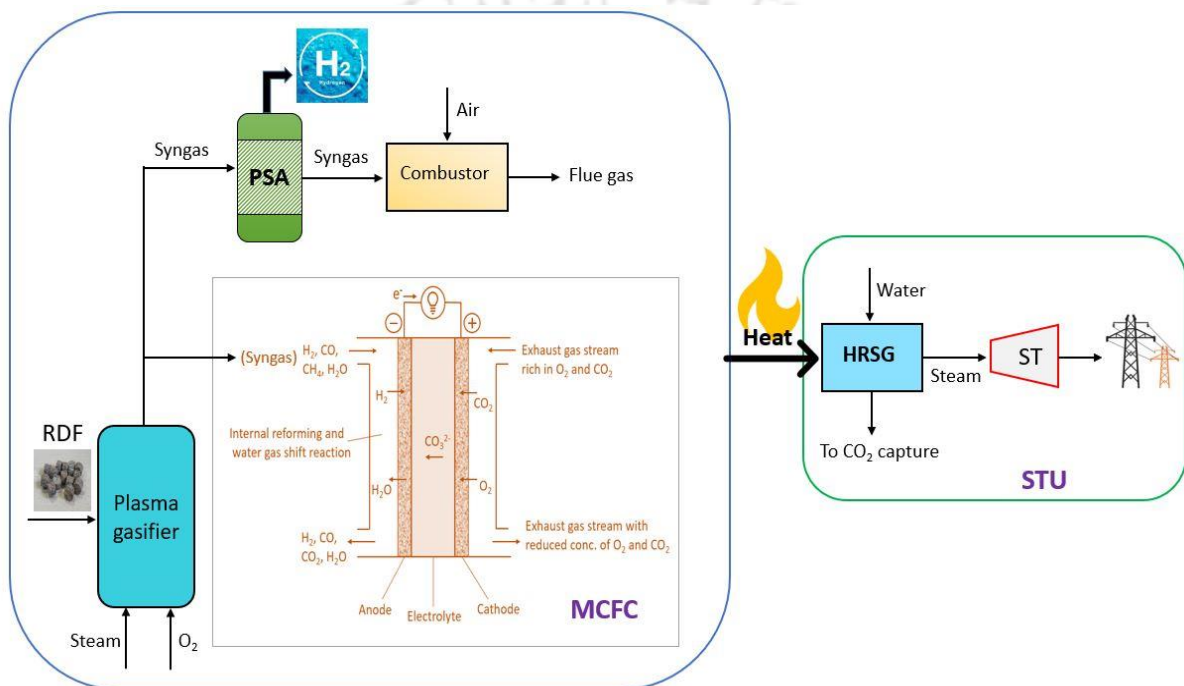 H2
Hydrogen
Air
Syngas
PSA
Syngas
Combustor
Flue gas
e-
(Syngas)
H2, CO,
CH4, H2O
Exhaust gas stream
rich in O2 and CO2
H2
CO2
Internal reforming and
water gas shift reaction
CO3 2-
H2O
O2
H2, CO,
CO2, H2O
Exhaust gas stream with
reduced conc. of O2 and CO2
Anode
Electrolyte
Cathode
MCFC
RDF
Plasma
gasifier
Steam
O2
Heat
Water
HRSG
Steam
ST
To CO2 capture
STU